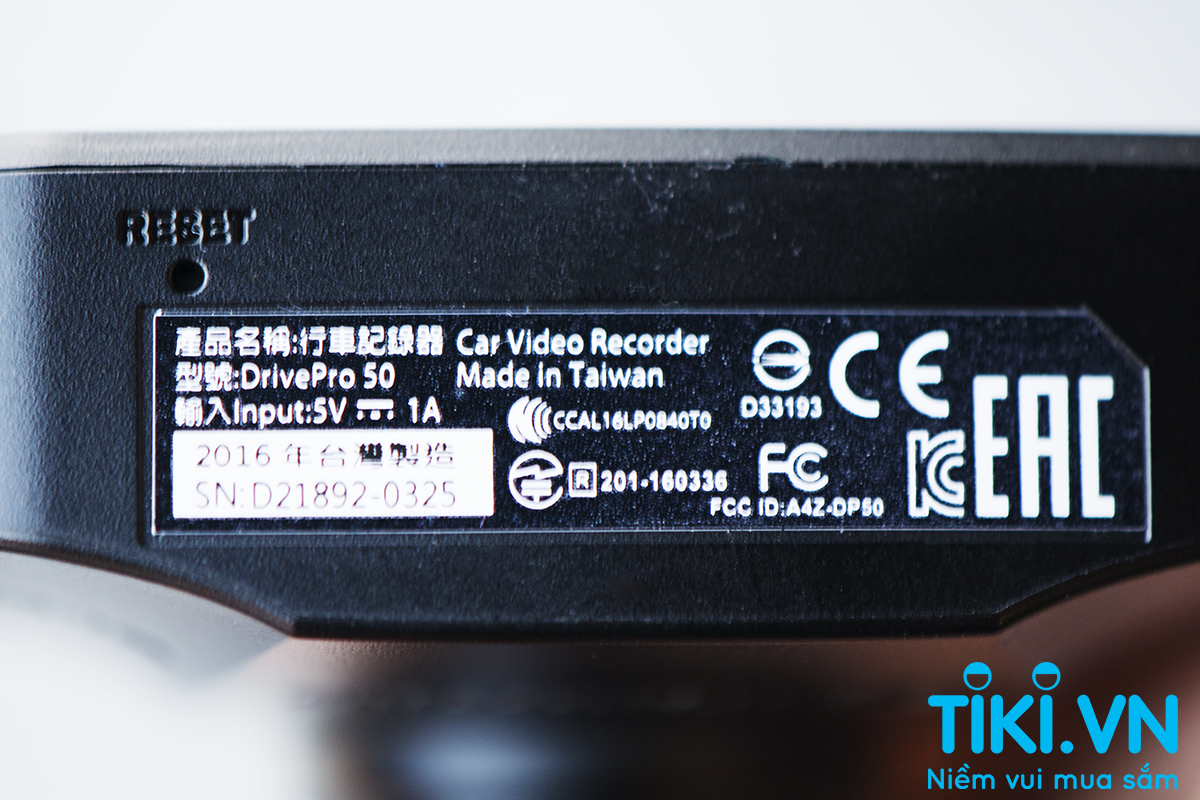 RESET
產品名稱:行車記錄器 Car Video Recorder
型號:DrivePro 50 Made in Taiwan
輸入Input:5V ⎓ 1A
2016 年台灣製造
SN:D21892-0325
CCAL16LP0840T0
R 201-160336
D33193
CE
FC
FCC ID:A4Z-DP50
KC
EAC
TIKI.VN
Niềm vui mua sắm